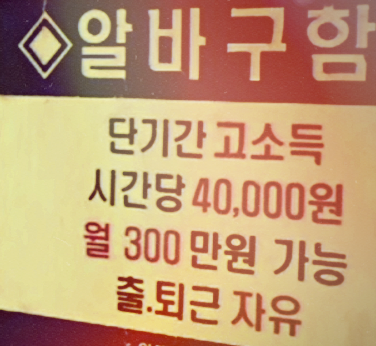 ◇알바구함
단기간 고소득
시간당 40,000원
월 300만원 가능
출.퇴근 자유